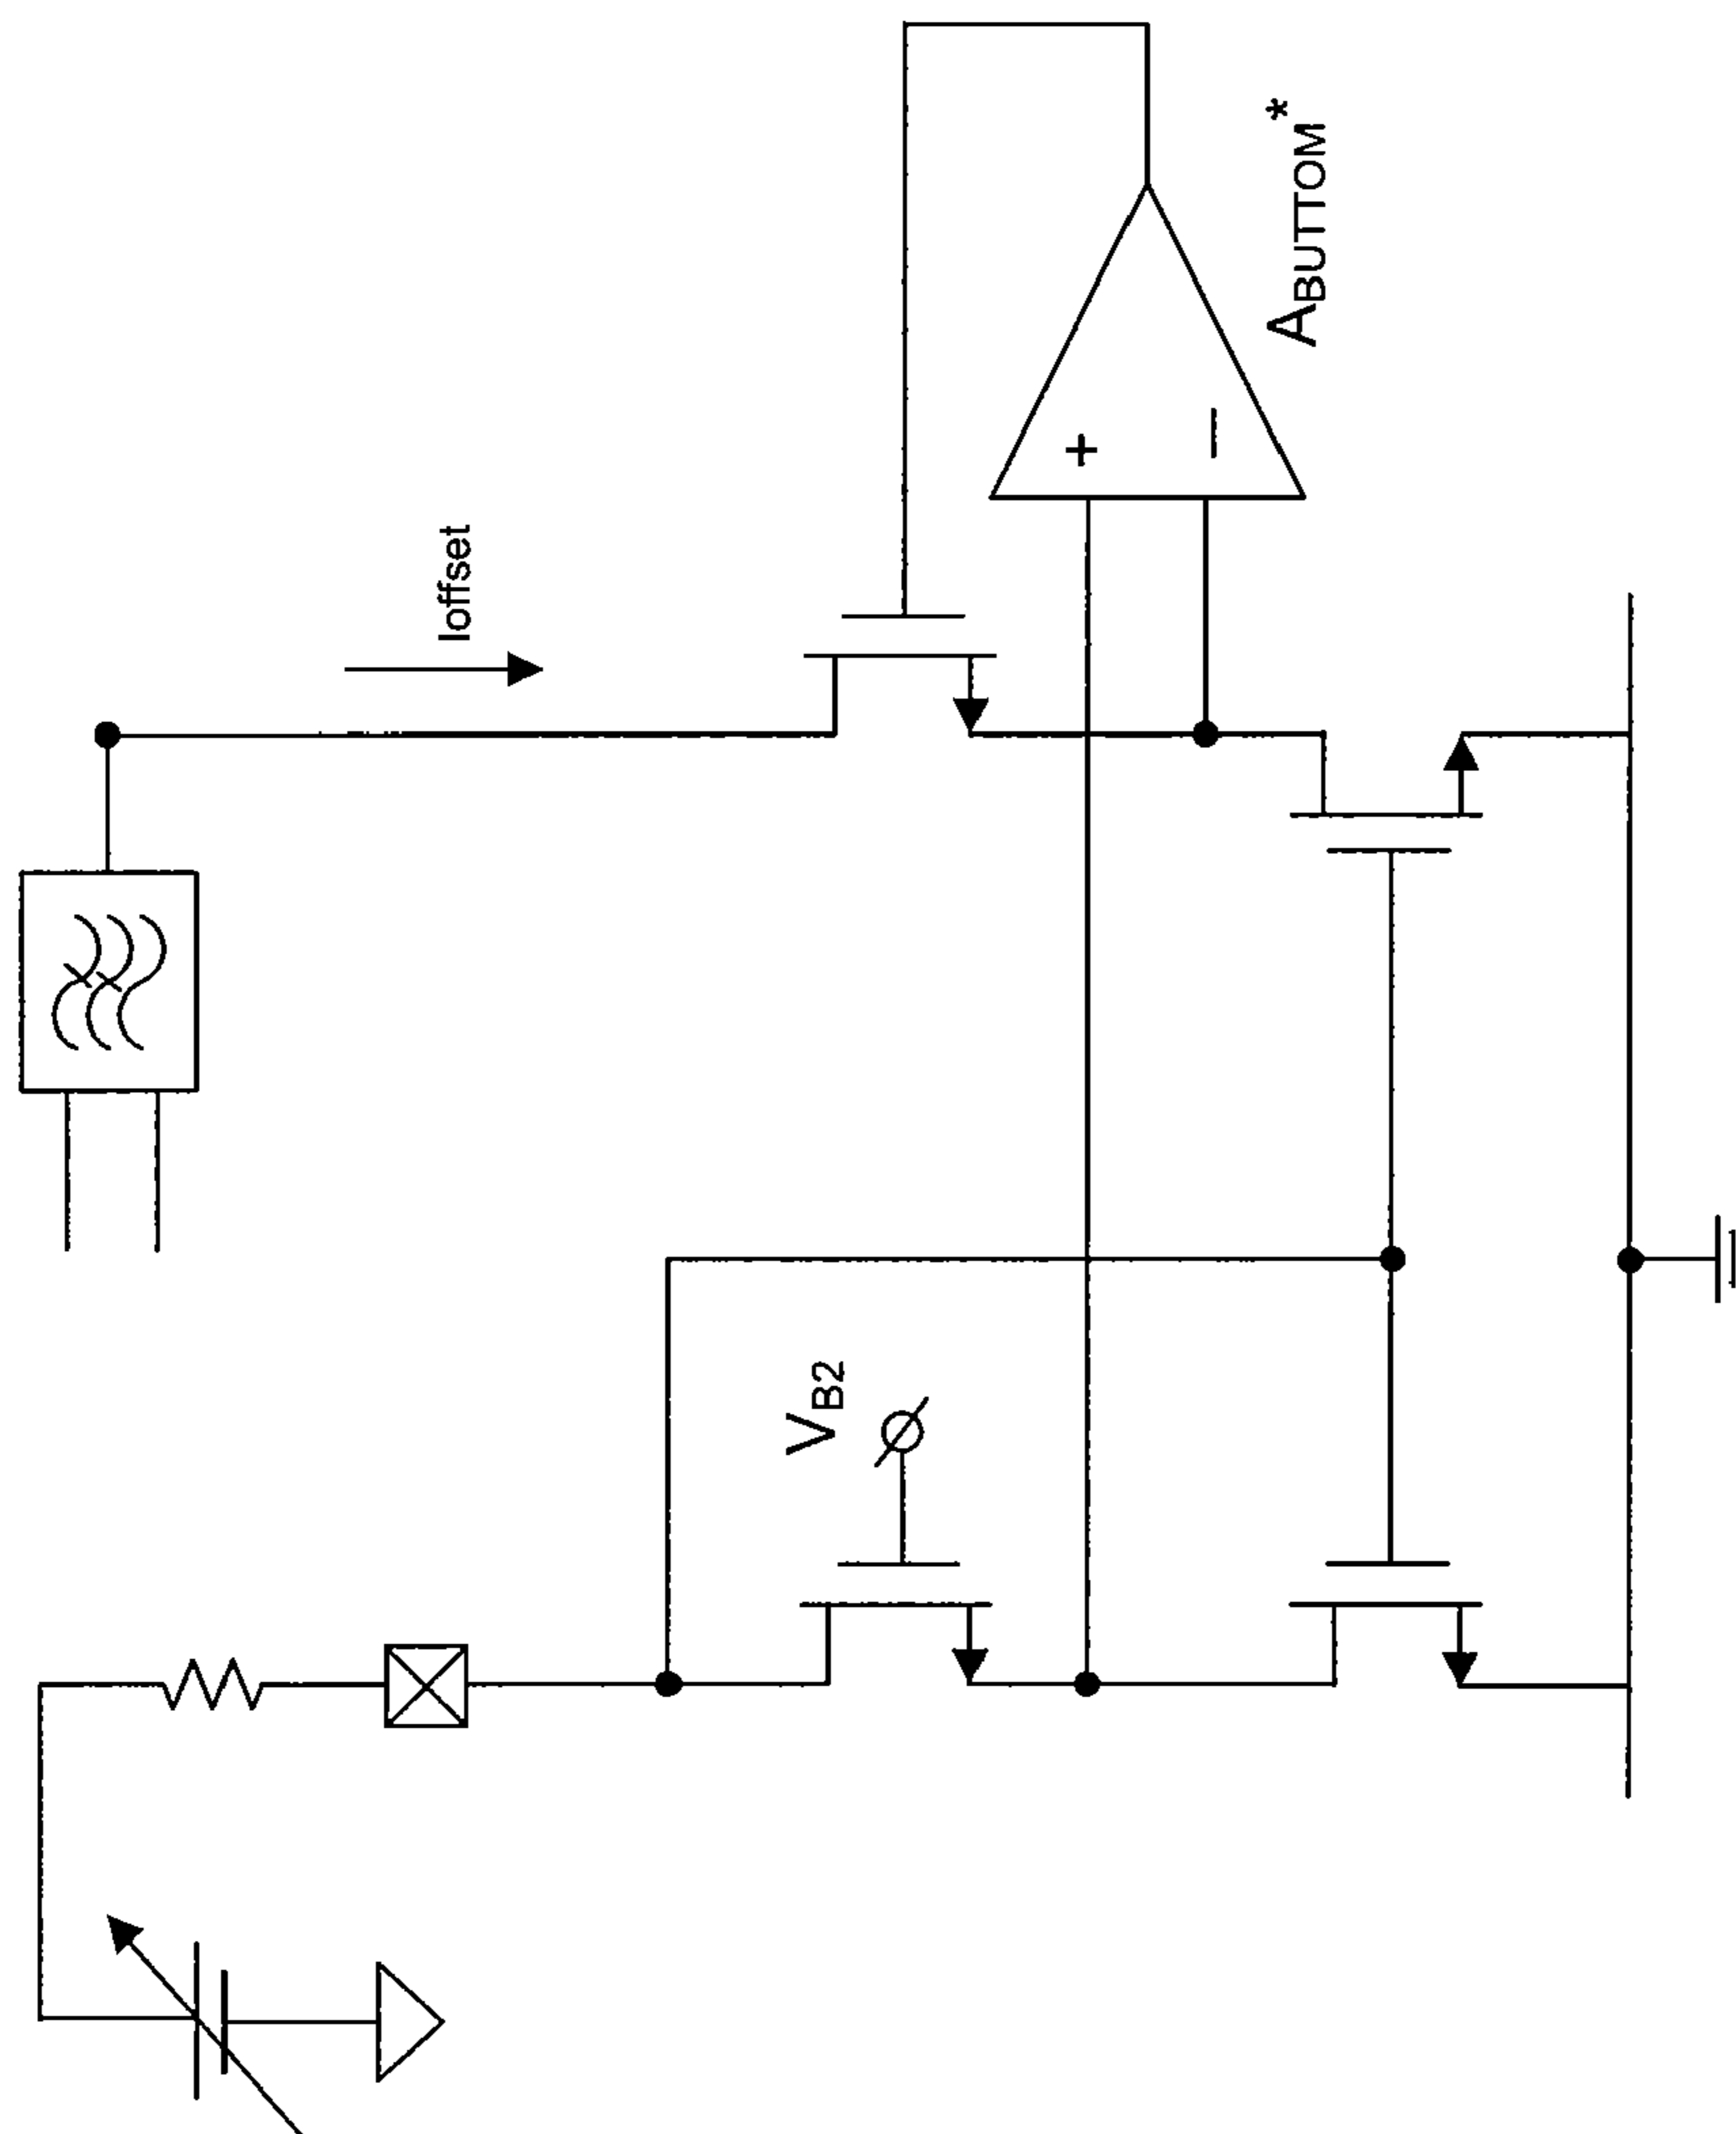 Ioffset
+
−
ABUTTOM*
VB2